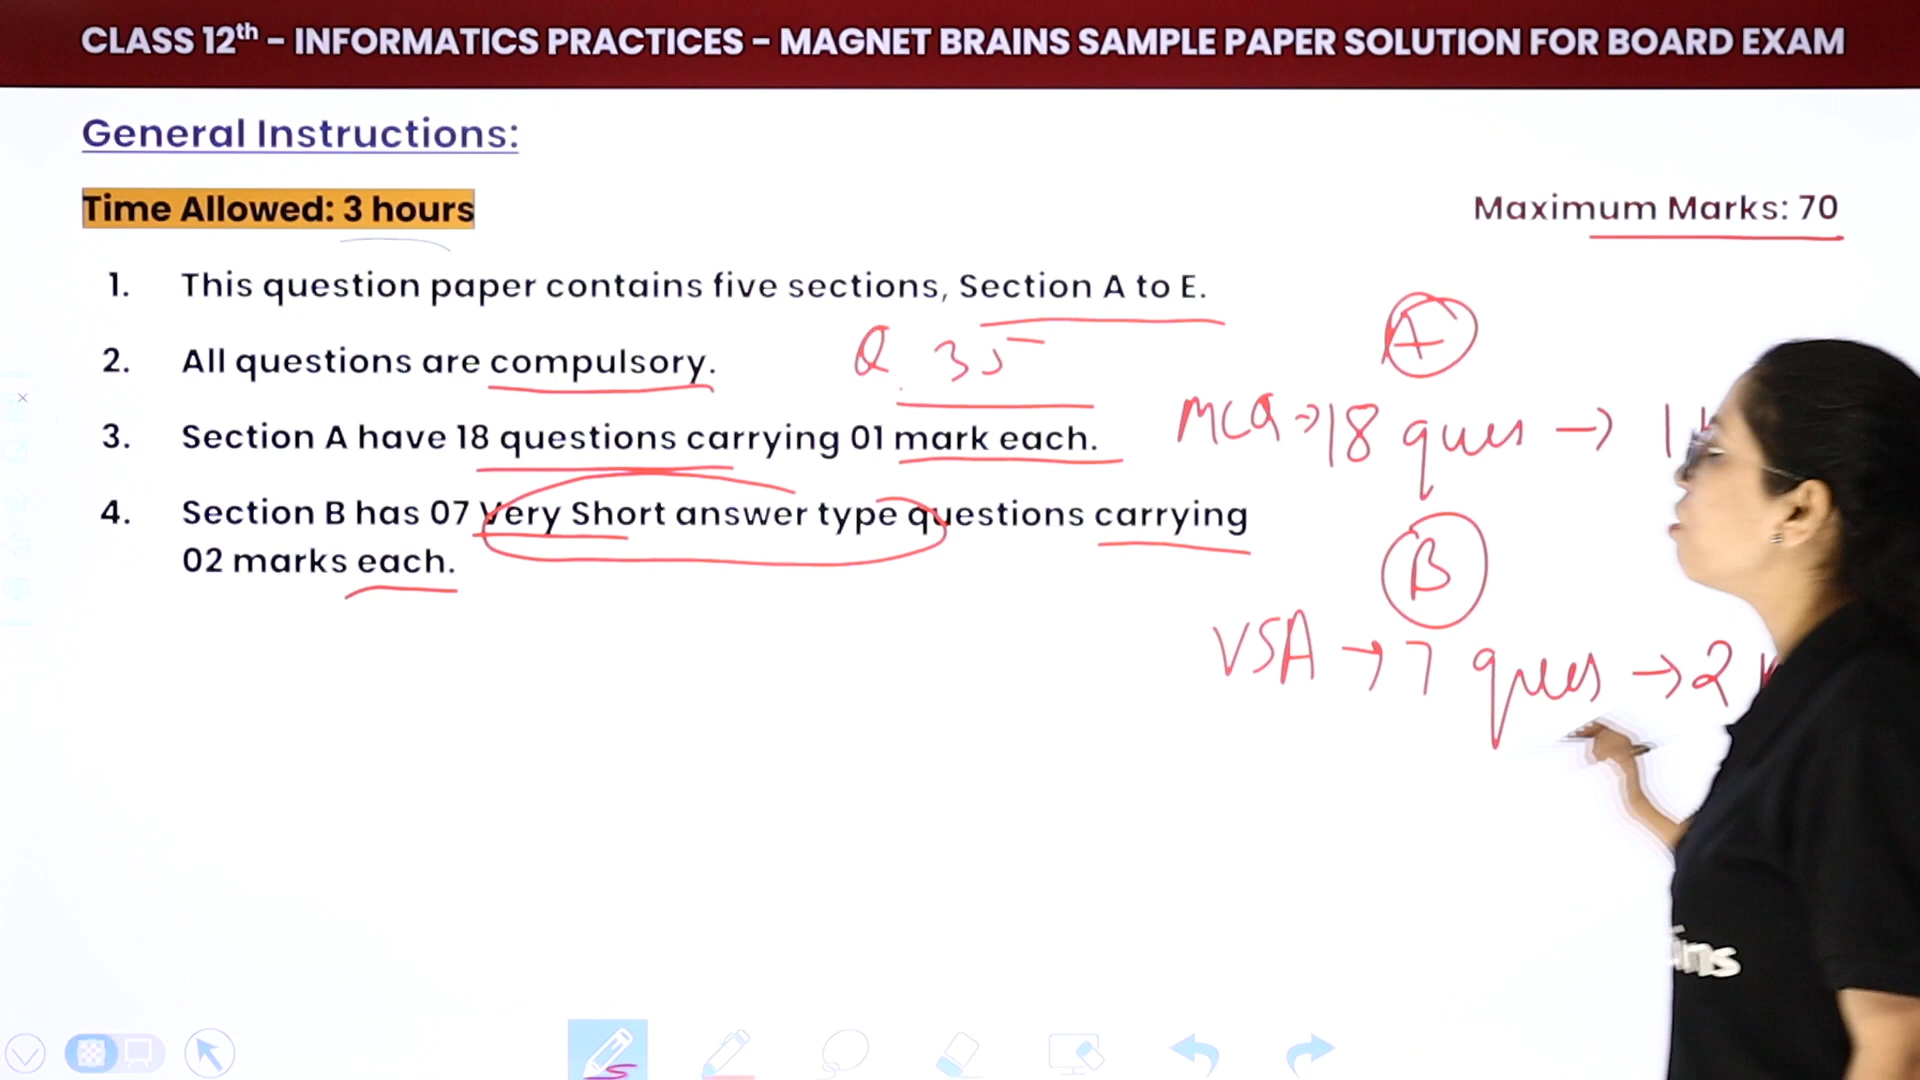 CLASS 12th - INFORMATICS PRACTICES - MAGNET BRAINS SAMPLE PAPER SOLUTION FOR BOARD EXAM
General Instructions:
Time Allowed: 3 hours
Maximum Marks: 70
1. This question paper contains five sections, Section A to E.
2. All questions are compulsory.
Q 35
3. Section A have 18 questions carrying 01 mark each.
4. Section B has 07 Very Short answer type questions carrying
02 marks each.
A
MCQ → 18 ques → 1
B
VSA → 7 ques → 2